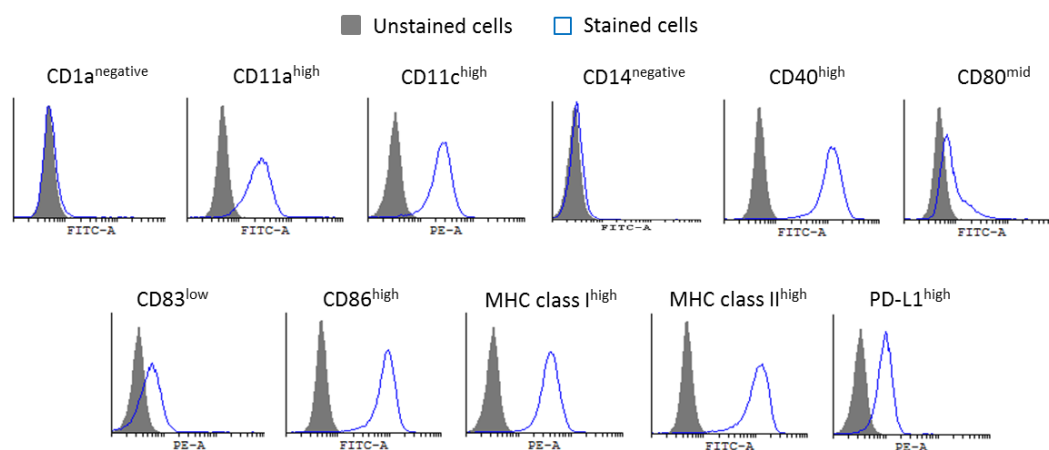 Unstained cells Stained cells
CD1anegative CD11ahigh CD11chigh CD14negative CD40high CD80mid
FITC-A FITC-A PE-A FITC-A FITC-A FITC-A
CD83low CD86high MHC class Ihigh MHC class IIhigh PD-L1high
PE-A FITC-A PE-A FITC-A PE-A